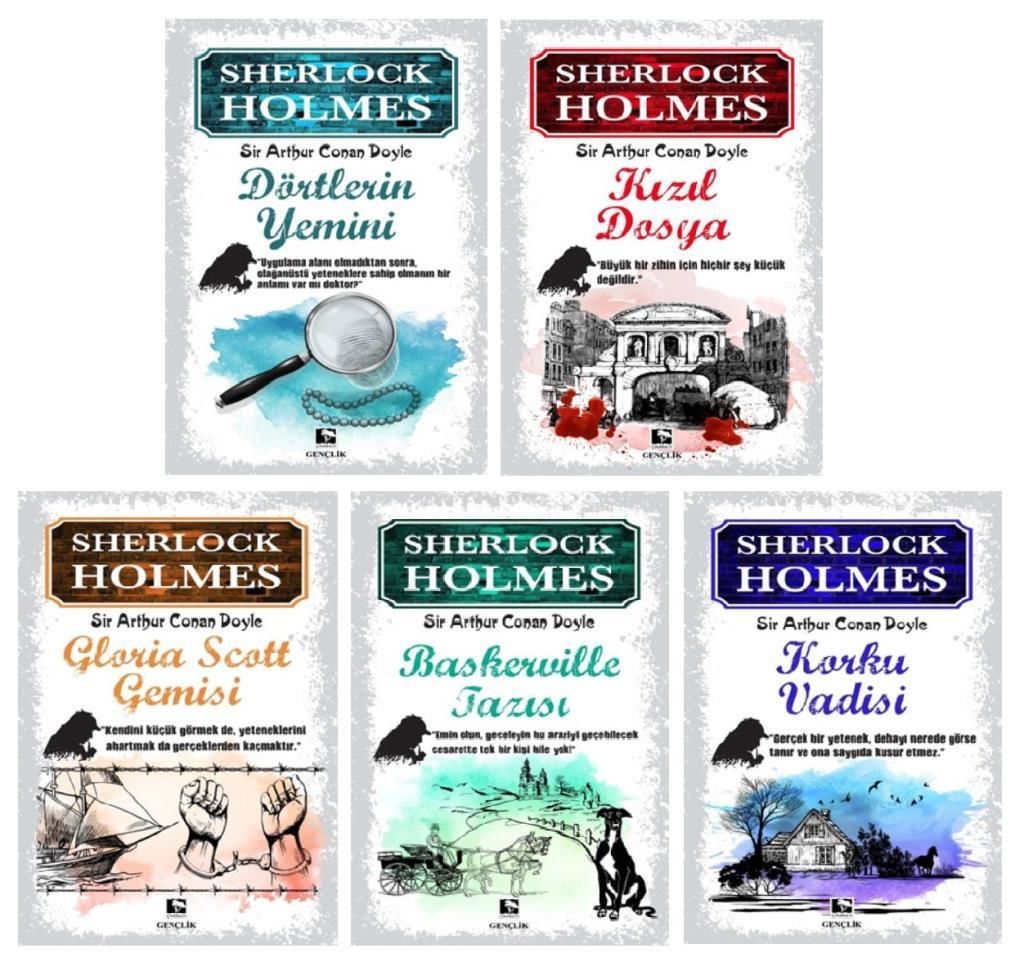 SHERLOCK
HOLMES
Sir Arthur Conan Doyle
Dörtlerin
Yemini
"Uygulama alanı olmadıktan sonra,
olağanüstü yeteneklere sahip olmanın bir
anlamı var mı doktor?"
GENÇLİK
SHERLOCK
HOLMES
Sir Arthur Conan Doyle
Kızıl
Dosya
"Büyük bir zihin için hiçbir şey küçük
değildir."
GENÇLİK
SHERLOCK
HOLMES
Sir Arthur Conan Doyle
Gloria Scott
Gemisi
"Kendini küçük görmek de, yeteneklerini
abartmak da gerçeklerden kaçmaktır."
GENÇLİK
SHERLOCK
HOLMES
Sir Arthur Conan Doyle
Baskerville
Tazısı
"Emin olun, geceleyin bu araziyi geçebilecek
cesarette tek bir kişi bile yok!"
GENÇLİK
SHERLOCK
HOLMES
Sir Arthur Conan Doyle
Korku
Vadisi
"Gerçek bir yetenek, dehayı nerede görse
tanır ve ona saygıda kusur etmez."
GENÇLİK